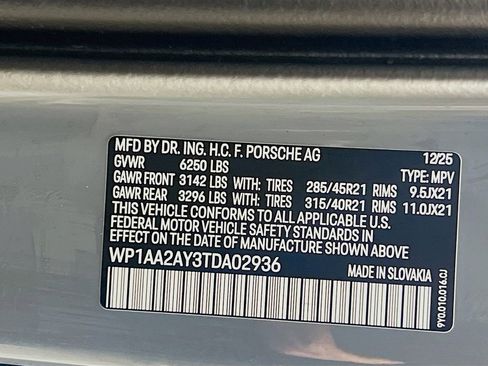 MFD BY DR. ING. H.C. F. PORSCHE AG 12/25
GVWR 6250 LBS TYPE: MPV
GAWR FRONT 3142 LBS WITH: TIRES 285/45R21 RIMS 9.5JX21
GAWR REAR 3296 LBS WITH: TIRES 315/40R21 RIMS 11.0JX21
THIS VEHICLE CONFORMS TO ALL APPLICABLE U.S.
FEDERAL MOTOR VEHICLE SAFETY STANDARDS IN
EFFECT ON THE DATE OF MANUFACTURE SHOWN ABOVE
WP1AA2AY3TDA02936 MADE IN SLOVAKIA
9Y0.010.016.0J